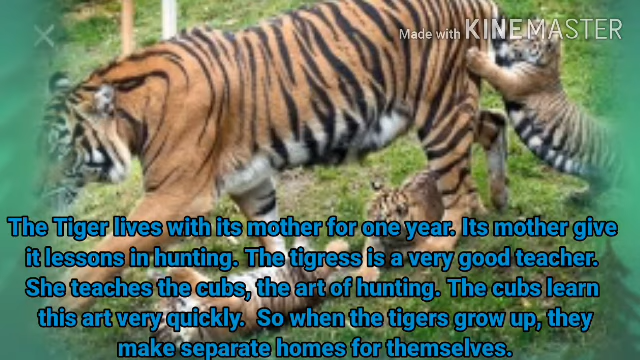 Made with KINEMASTER
The Tiger lives with its mother for one year. Its mother give
it lessons in hunting. The tigress is a very good teacher.
She teaches the cubs, the art of hunting. The cubs learn
this art very quickly. So when the tigers grow up, they
make separate homes for themselves.